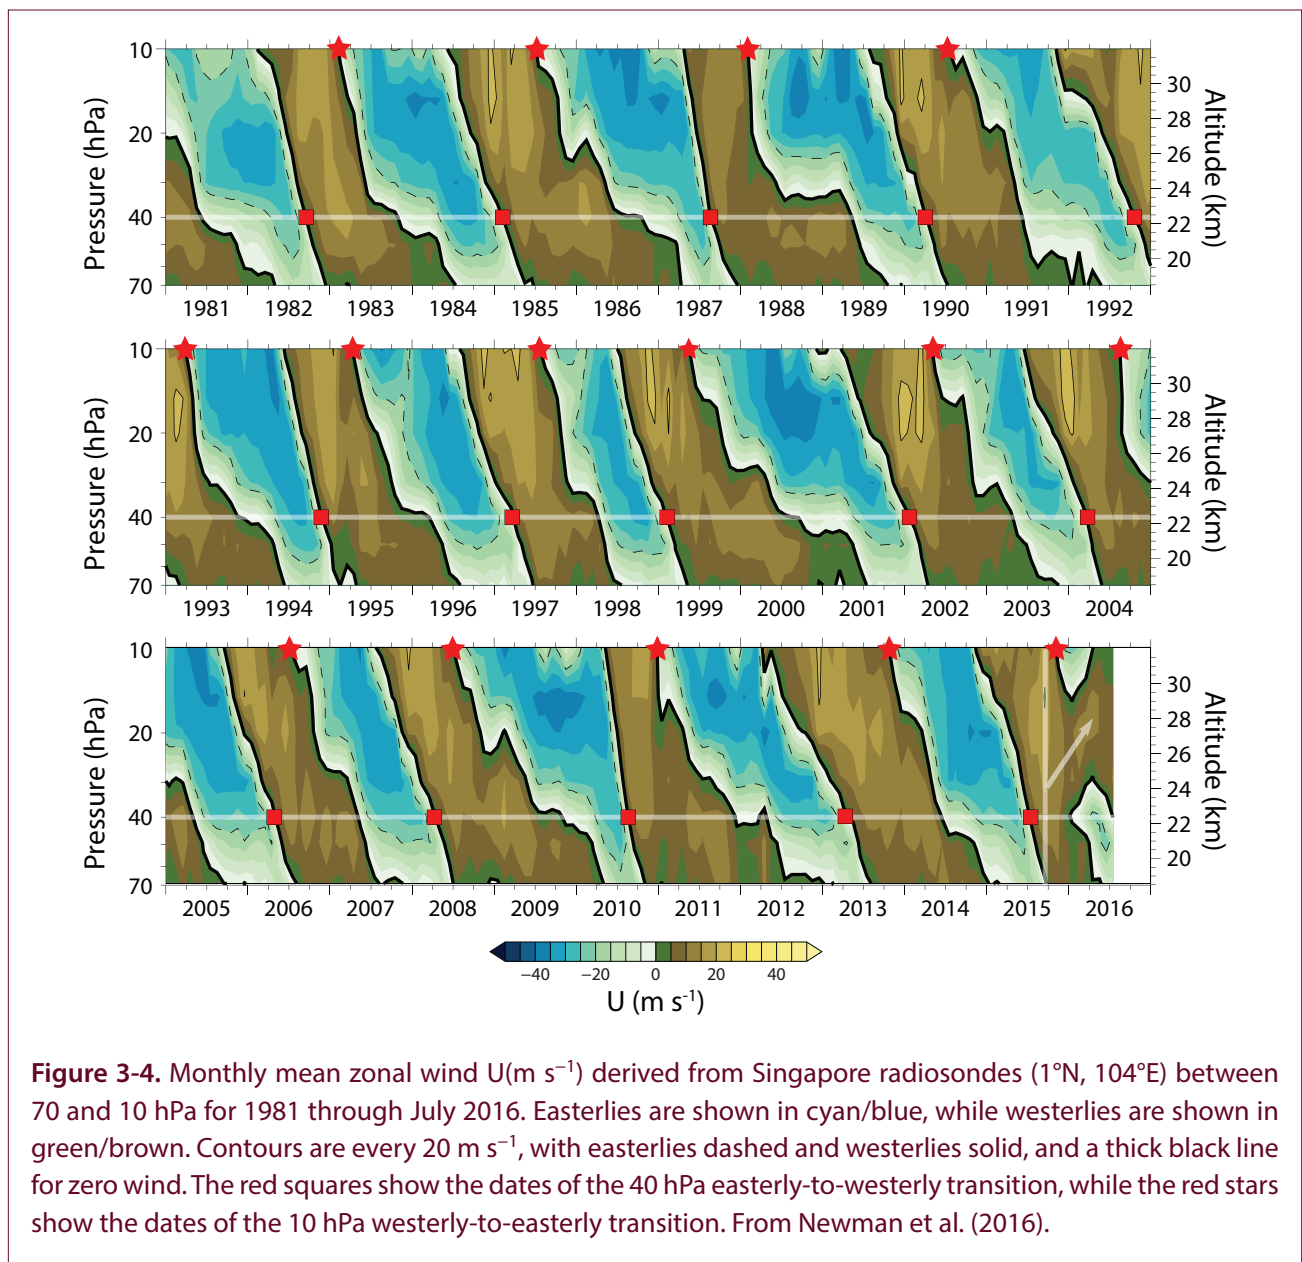 10
20
40
70
Pressure (hPa)
30
28
26
24
22
20
Altitude (km)
1981 1982 1983 1984 1985 1986 1987 1988 1989 1990 1991 1992
10
20
40
70
Pressure (hPa)
30
28
26
24
22
20
Altitude (km)
1993 1994 1995 1996 1997 1998 1999 2000 2001 2002 2003 2004
10
20
40
70
Pressure (hPa)
30
28
26
24
22
20
Altitude (km)
2005 2006 2007 2008 2009 2010 2011 2012 2013 2014 2015 2016
−40 −20 0 20 40
U (m s⁻¹)
Figure 3-4. Monthly mean zonal wind U(m s⁻¹) derived from Singapore radiosondes (1°N, 104°E) between
70 and 10 hPa for 1981 through July 2016. Easterlies are shown in cyan/blue, while westerlies are shown in
green/brown. Contours are every 20 m s⁻¹, with easterlies dashed and westerlies solid, and a thick black line
for zero wind. The red squares show the dates of the 40 hPa easterly-to-westerly transition, while the red stars
show the dates of the 10 hPa westerly-to-easterly transition. From Newman et al. (2016).